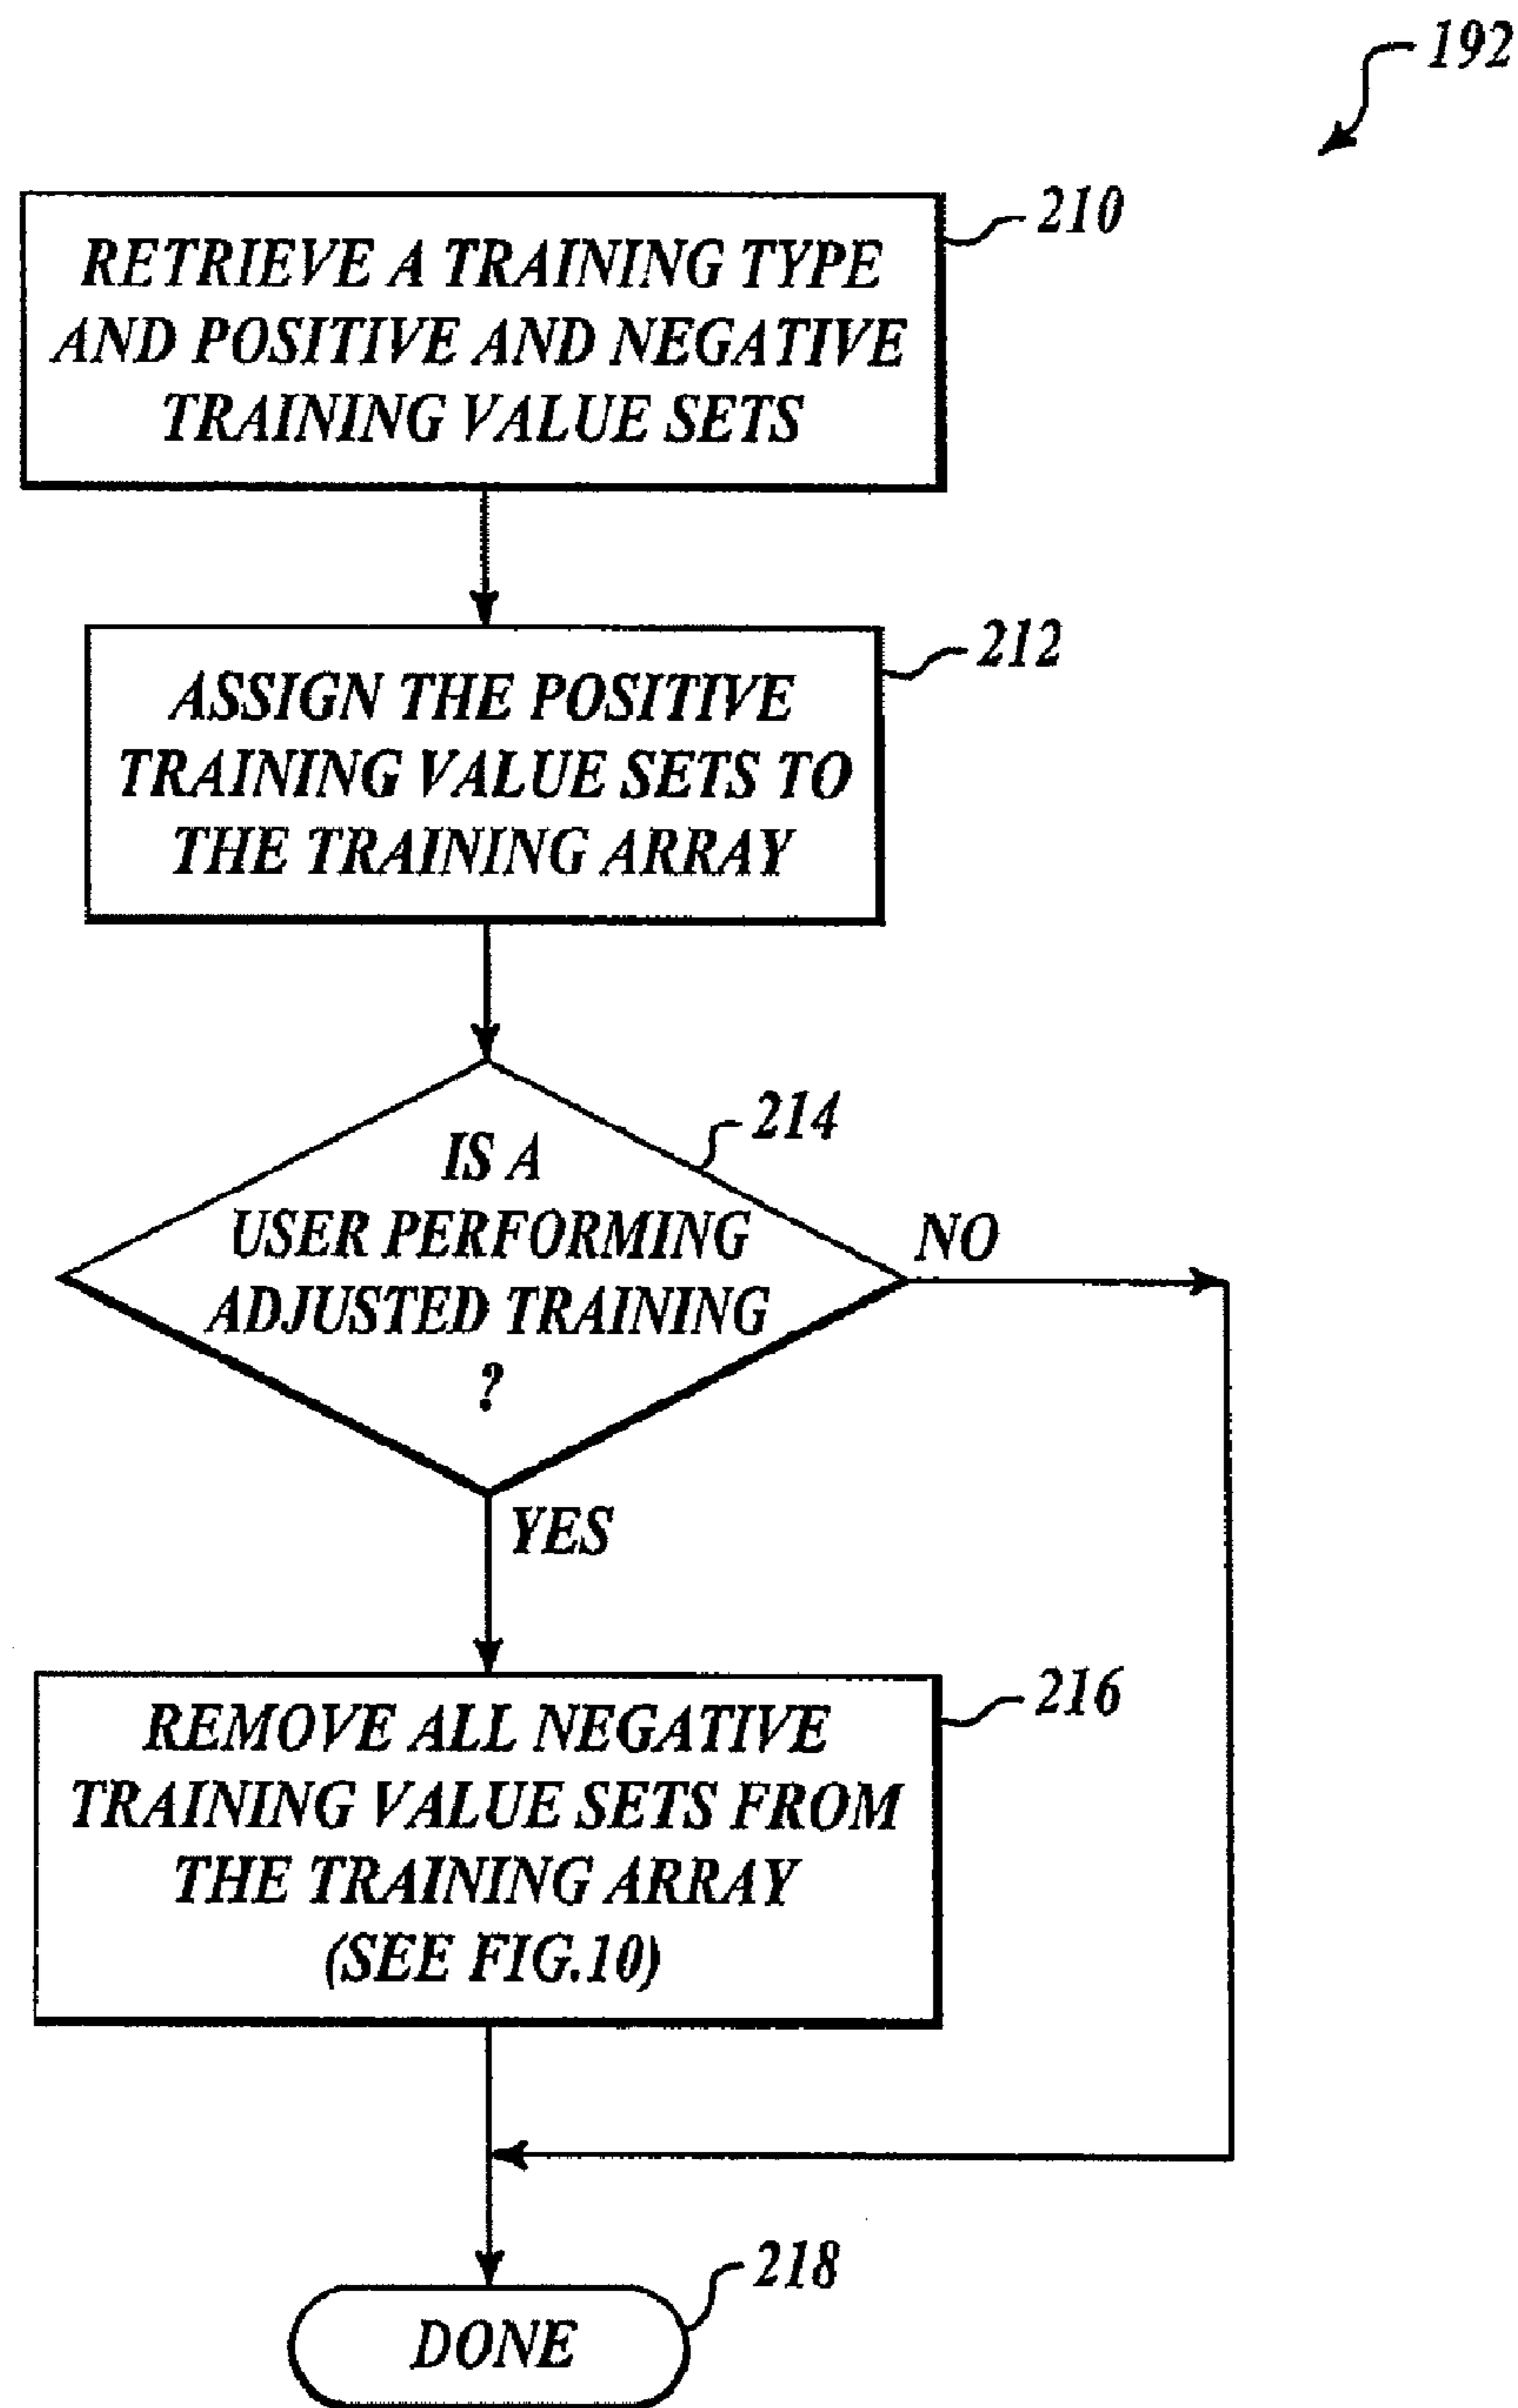 192
210
RETRIEVE A TRAINING TYPE
AND POSITIVE AND NEGATIVE
TRAINING VALUE SETS
212
ASSIGN THE POSITIVE
TRAINING VALUE SETS TO
THE TRAINING ARRAY
214
IS A
USER PERFORMING
ADJUSTED TRAINING
?
NO
YES
216
REMOVE ALL NEGATIVE
TRAINING VALUE SETS FROM
THE TRAINING ARRAY
(SEE FIG.10)
218
DONE